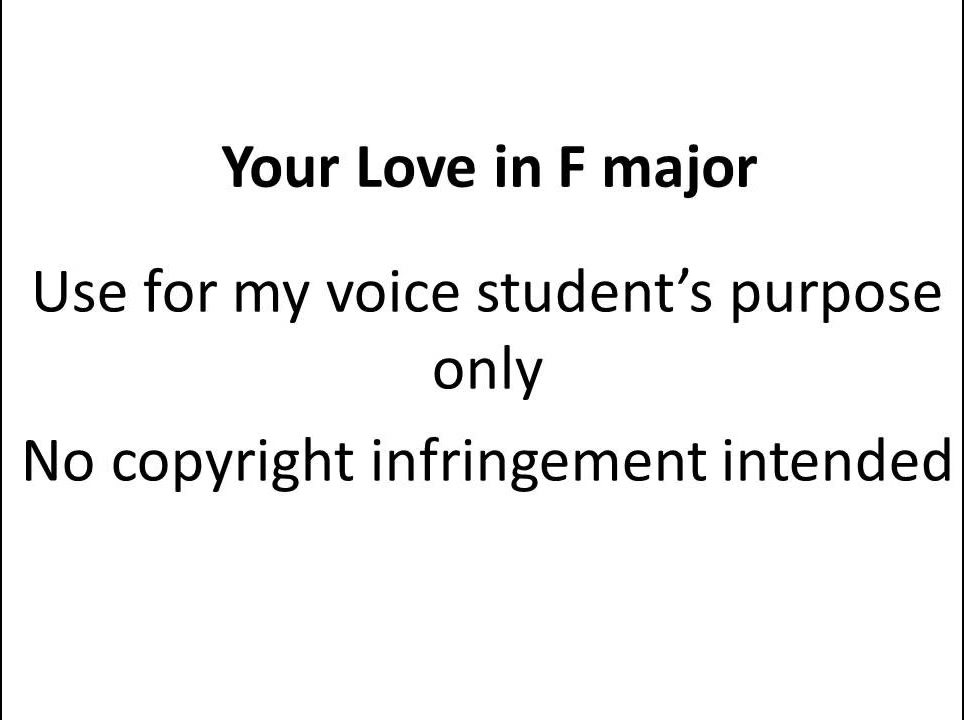 Your Love in F major
Use for my voice student’s purpose
only
No copyright infringement intended